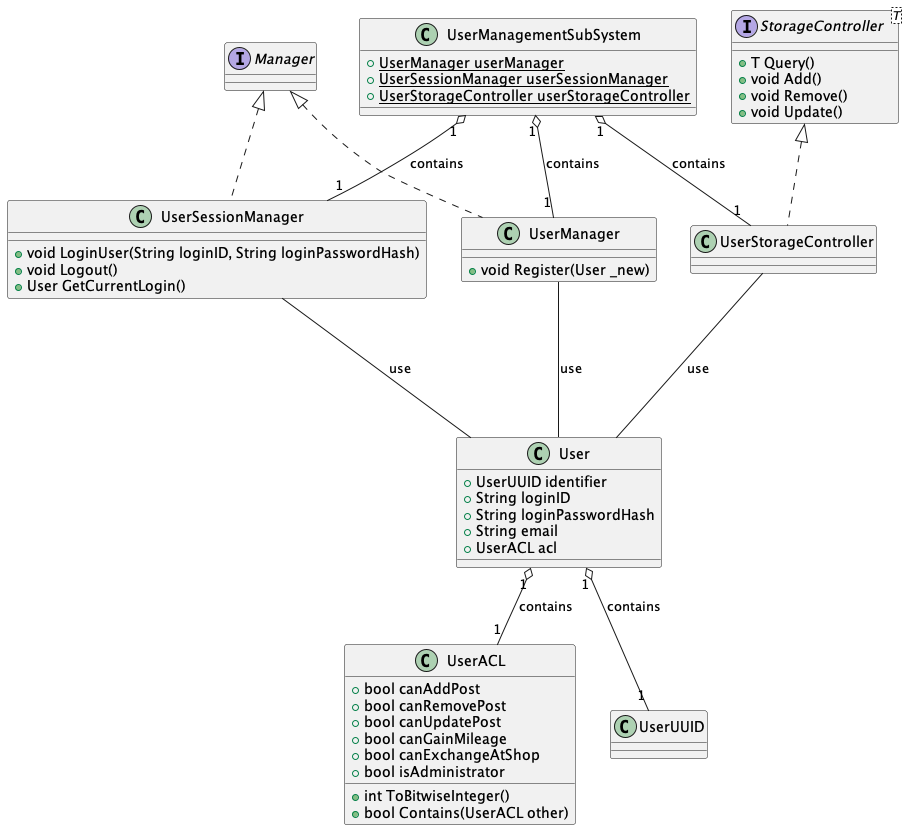 C UserManagementSubSystem
UserManager userManager
UserSessionManager userSessionManager
UserStorageController userStorageController
I StorageController T
T Query()
void Add()
void Remove()
void Update()
I Manager
1
1
1
contains
contains
contains
1
1
1
C UserSessionManager
void LoginUser(String loginID, String loginPasswordHash)
void Logout()
User GetCurrentLogin()
C UserManager
void Register(User _new)
C UserStorageController
use
use
use
C User
UserUUID identifier
String loginID
String loginPasswordHash
String email
UserACL acl
1
1
contains
contains
1
1
C UserACL
bool canAddPost
bool canRemovePost
bool canUpdatePost
bool canGainMileage
bool canExchangeAtShop
bool isAdministrator
int ToBitwiseInteger()
bool Contains(UserACL other)
C UserUUID